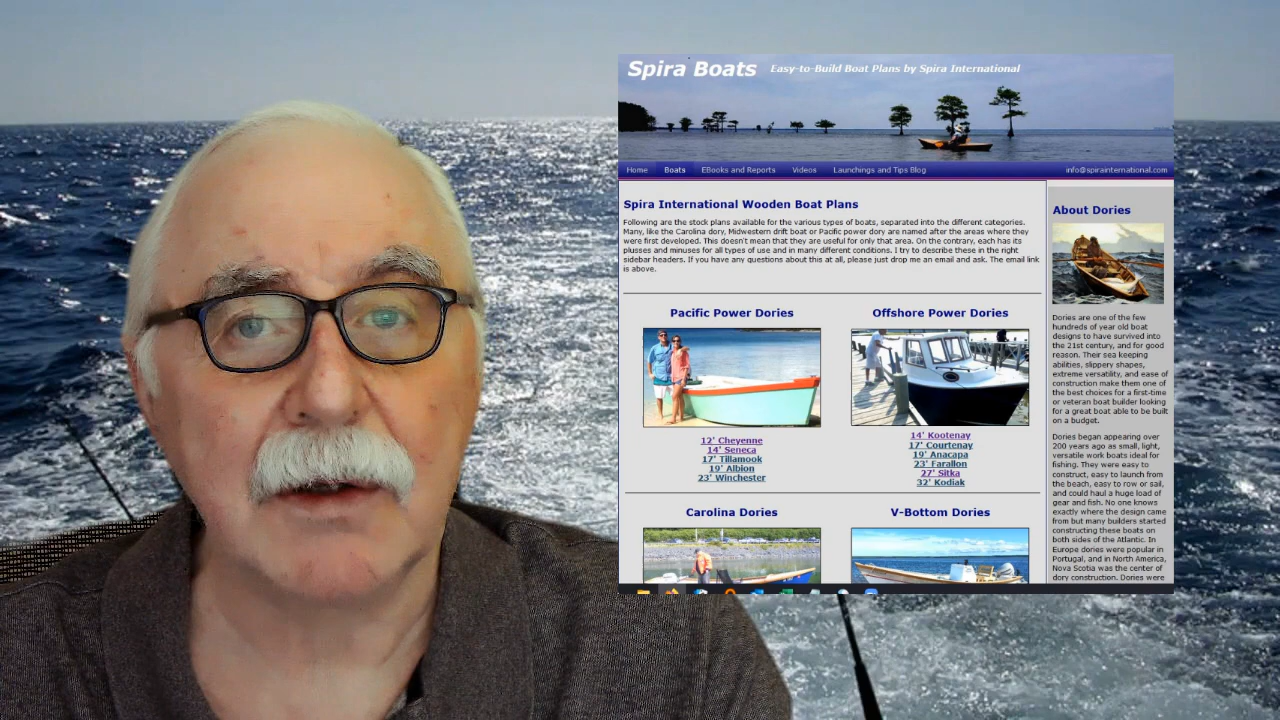 Spira Boats Easy-to-Build Boat Plans by Spira International
Home Boats EBooks and Reports Videos Launchings and Tips Blog info@spirainternational.com
Spira International Wooden Boat Plans
Following are the stock plans available for the various types of boats, separated into the different categories.
Many, like the Carolina dory, Midwestern drift boat or Pacific power dory are named after the areas where they
were first developed. This doesn't mean that they are useful for only that area. On the contrary, each has its
plusses and minuses for all types of use and in many different conditions. I try to describe these in the right
sidebar headers. If you have any questions about this at all, please just drop me an email and ask. The email link
is above.
Pacific Power Dories
12' Cheyenne
14' Seneca
17' Tillamook
19' Albion
23' Winchester
Offshore Power Dories
14' Kootenay
17' Courtenay
19' Anacapa
23' Farallon
27' Sitka
32' Kodiak
Carolina Dories
V-Bottom Dories
About Dories
Dories are one of the few
hundreds of year old boat
designs to have survived into
the 21st century, and for good
reason. Their sea keeping
abilities, slippery shapes,
extreme versatility, and ease of
construction make them one of
the best choices for a first-time
or veteran boat builder looking
for a great boat able to be built
on a budget.
Dories began appearing over
200 years ago as small, light,
versatile work boats ideal for
fishing. They were easy to
construct, easy to launch from
the beach, easy to row or sail,
and could haul a huge load of
gear and fish. No one knows
exactly where the design came
from but many builders started
constructing these boats on
both sides of the Atlantic. In
Europe dories were popular in
Portugal, and in North America,
Nova Scotia was the center of
dory construction. Dories were